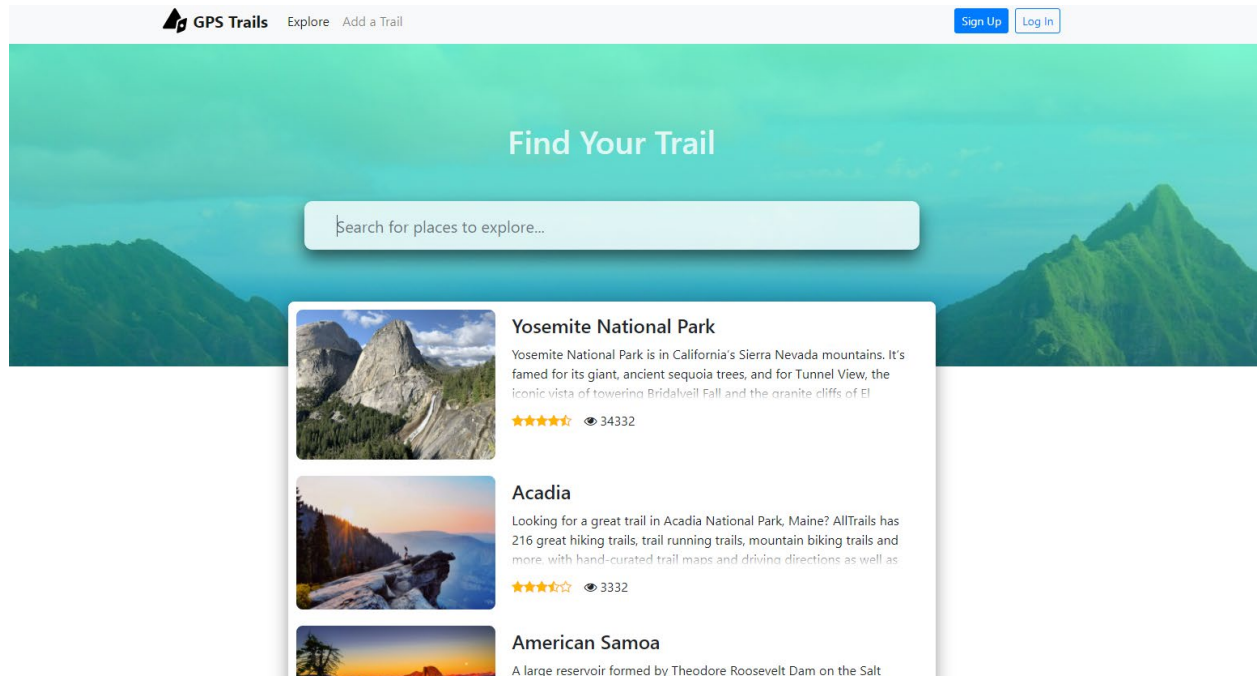 GPS Trails Explore Add a Trail Sign Up Log In
Find Your Trail
Search for places to explore...
Yosemite National Park
Yosemite National Park is in California's Sierra Nevada mountains. It's
famed for its giant, ancient sequoia trees, and for Tunnel View, the
iconic vista of towering Bridalveil Fall and the granite cliffs of El
34332
Acadia
Looking for a great trail in Acadia National Park, Maine? AllTrails has
216 great hiking trails, trail running trails, mountain biking trails and
more, with hand-curated trail maps and driving directions as well as
3332
American Samoa
A large reservoir formed by Theodore Roosevelt Dam on the Salt